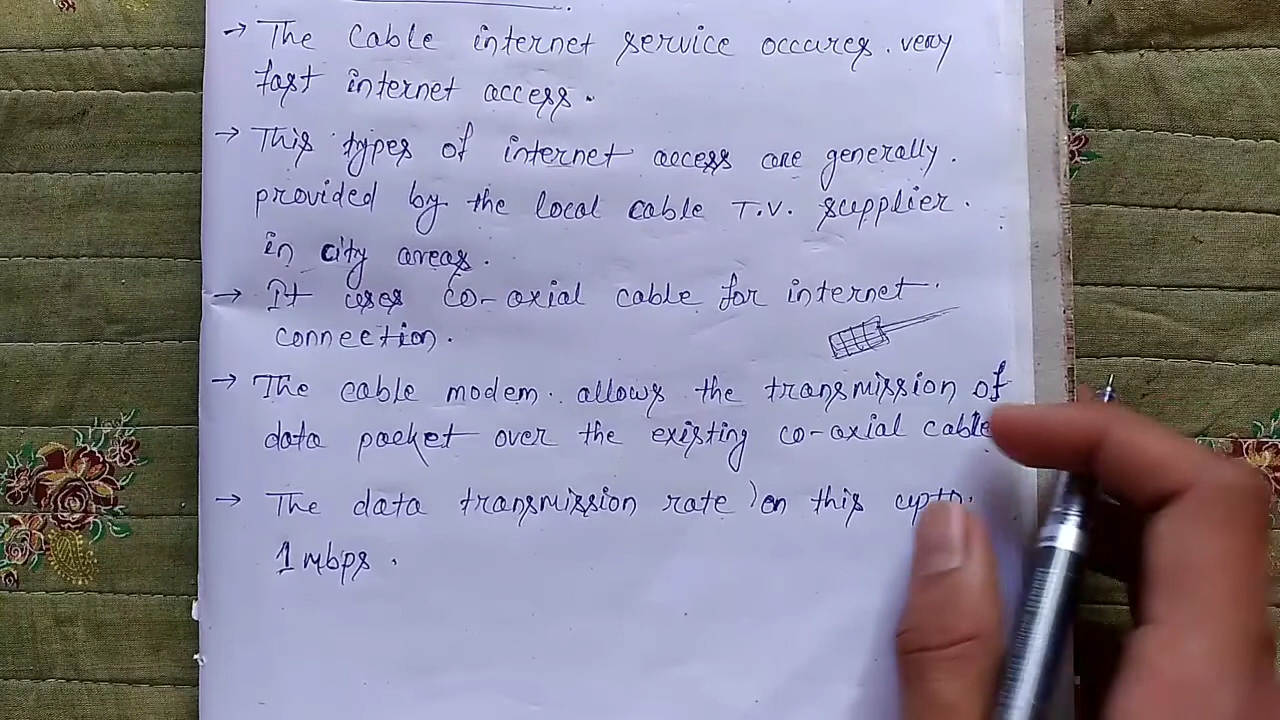 → The cable internet service occures. very
fast internet access.
→ This types of internet access are generally.
provided by the local cable T.V. supplier.
in city areas.
→ It uses co-axial cable for internet.
connection.
→ The cable modem. allows the transmission of
data packet over the existing co-axial cable
→ The data transmission rate on this upto.
1 mbps.